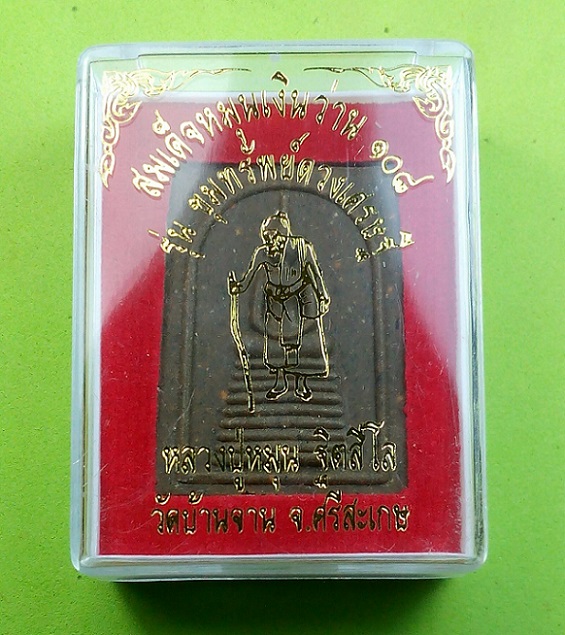 สมเด็จหมุนเงินว่าน ๑๐๘
รุ่น ขุมทรัพย์ดวงเศรษฐี
หลวงปู่หมุน ฐิตสีโล
วัดบ้านจาน จ.ศรีสะเกษ